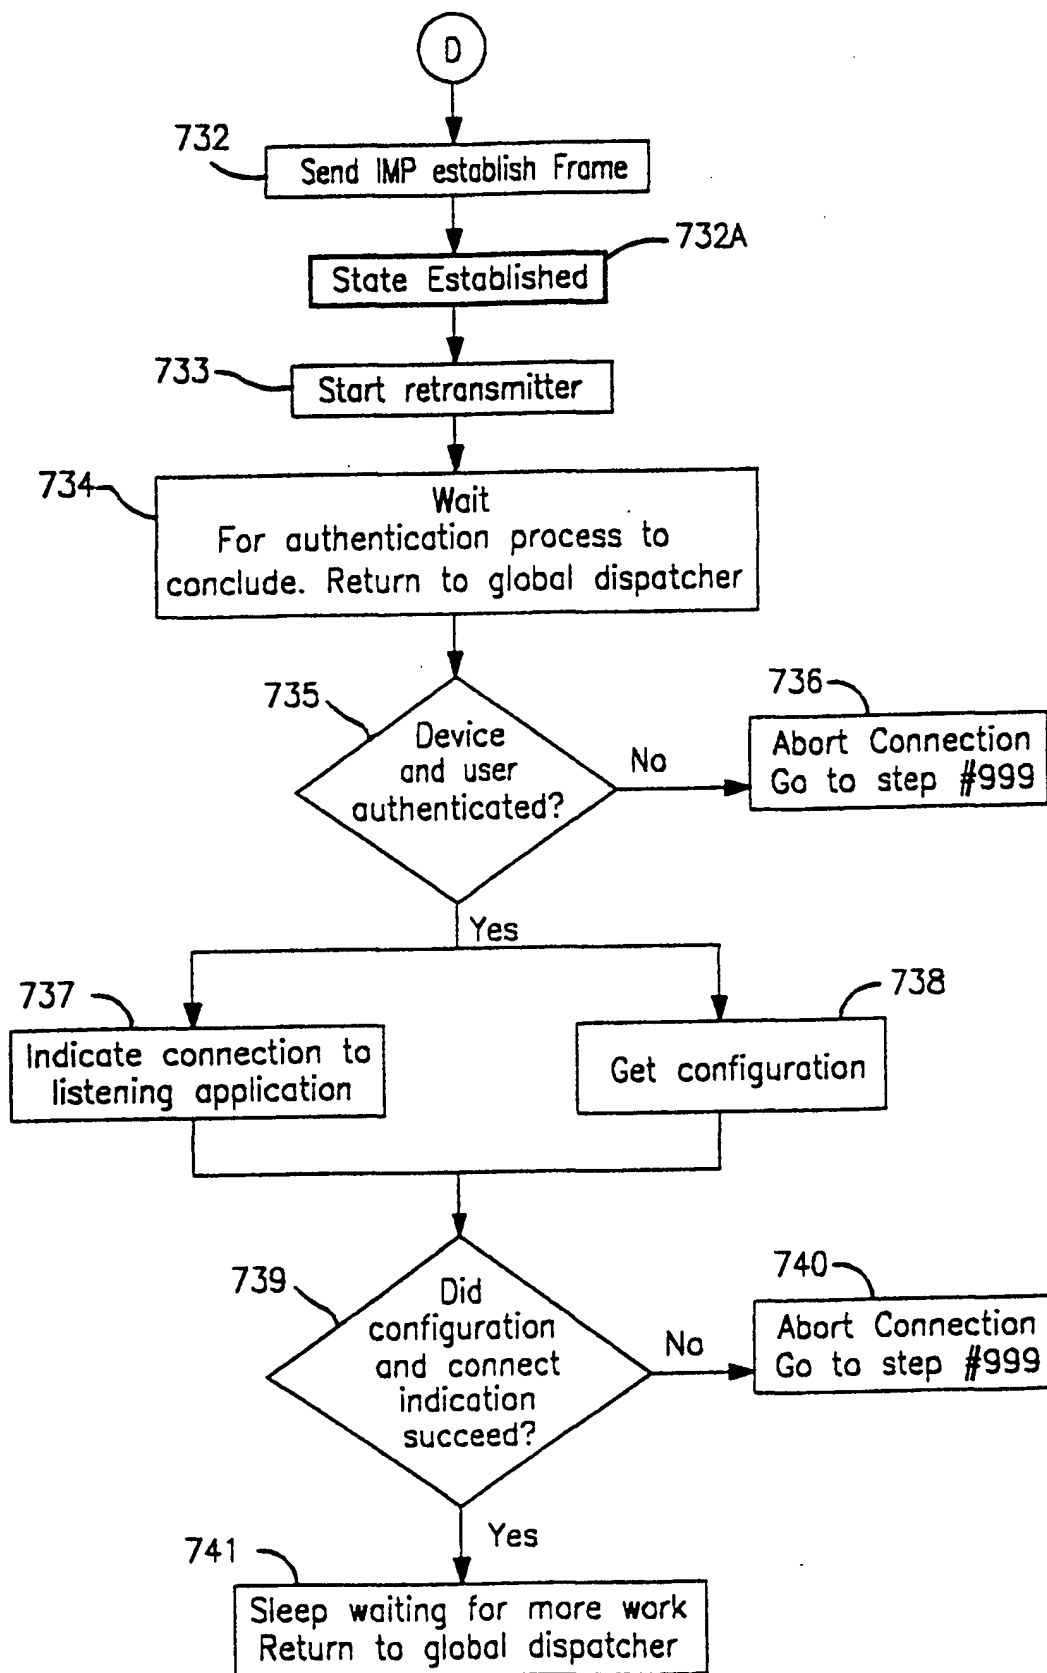 D
732
Send IMP establish Frame
732A
State Established
733
Start retransmitter
734
Wait
For authentication process to
conclude. Return to global dispatcher
735
Device
and user
authenticated?
No
736
Abort Connection
Go to step #999
Yes
737
Indicate connection to
listening application
738
Get configuration
739
Did
configuration
and connect
indication
succeed?
No
740
Abort Connection
Go to step #999
Yes
741
Sleep waiting for more work
Return to global dispatcher